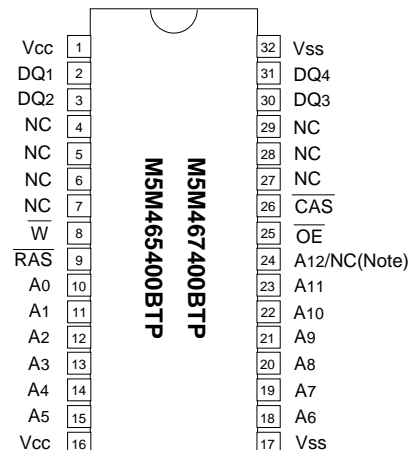 Vcc 1 32 Vss
DQ1 2 31 DQ4
DQ2 3 30 DQ3
NC 4 29 NC
NC 5 28 NC
NC 6 27 NC
NC 7 26 CAS
W 8 25 OE
RAS 9 24 A12/NC(Note)
A0 10 23 A11
A1 11 22 A10
A2 12 21 A9
A3 13 20 A8
A4 14 19 A7
A5 15 18 A6
Vcc 16 17 Vss
M5M467400BTP
M5M465400BTP